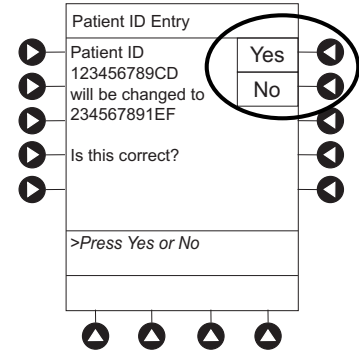 Patient ID Entry
Patient ID
Yes
123456789CD
No
will be changed to
234567891EF
Is this correct?
>Press Yes or No